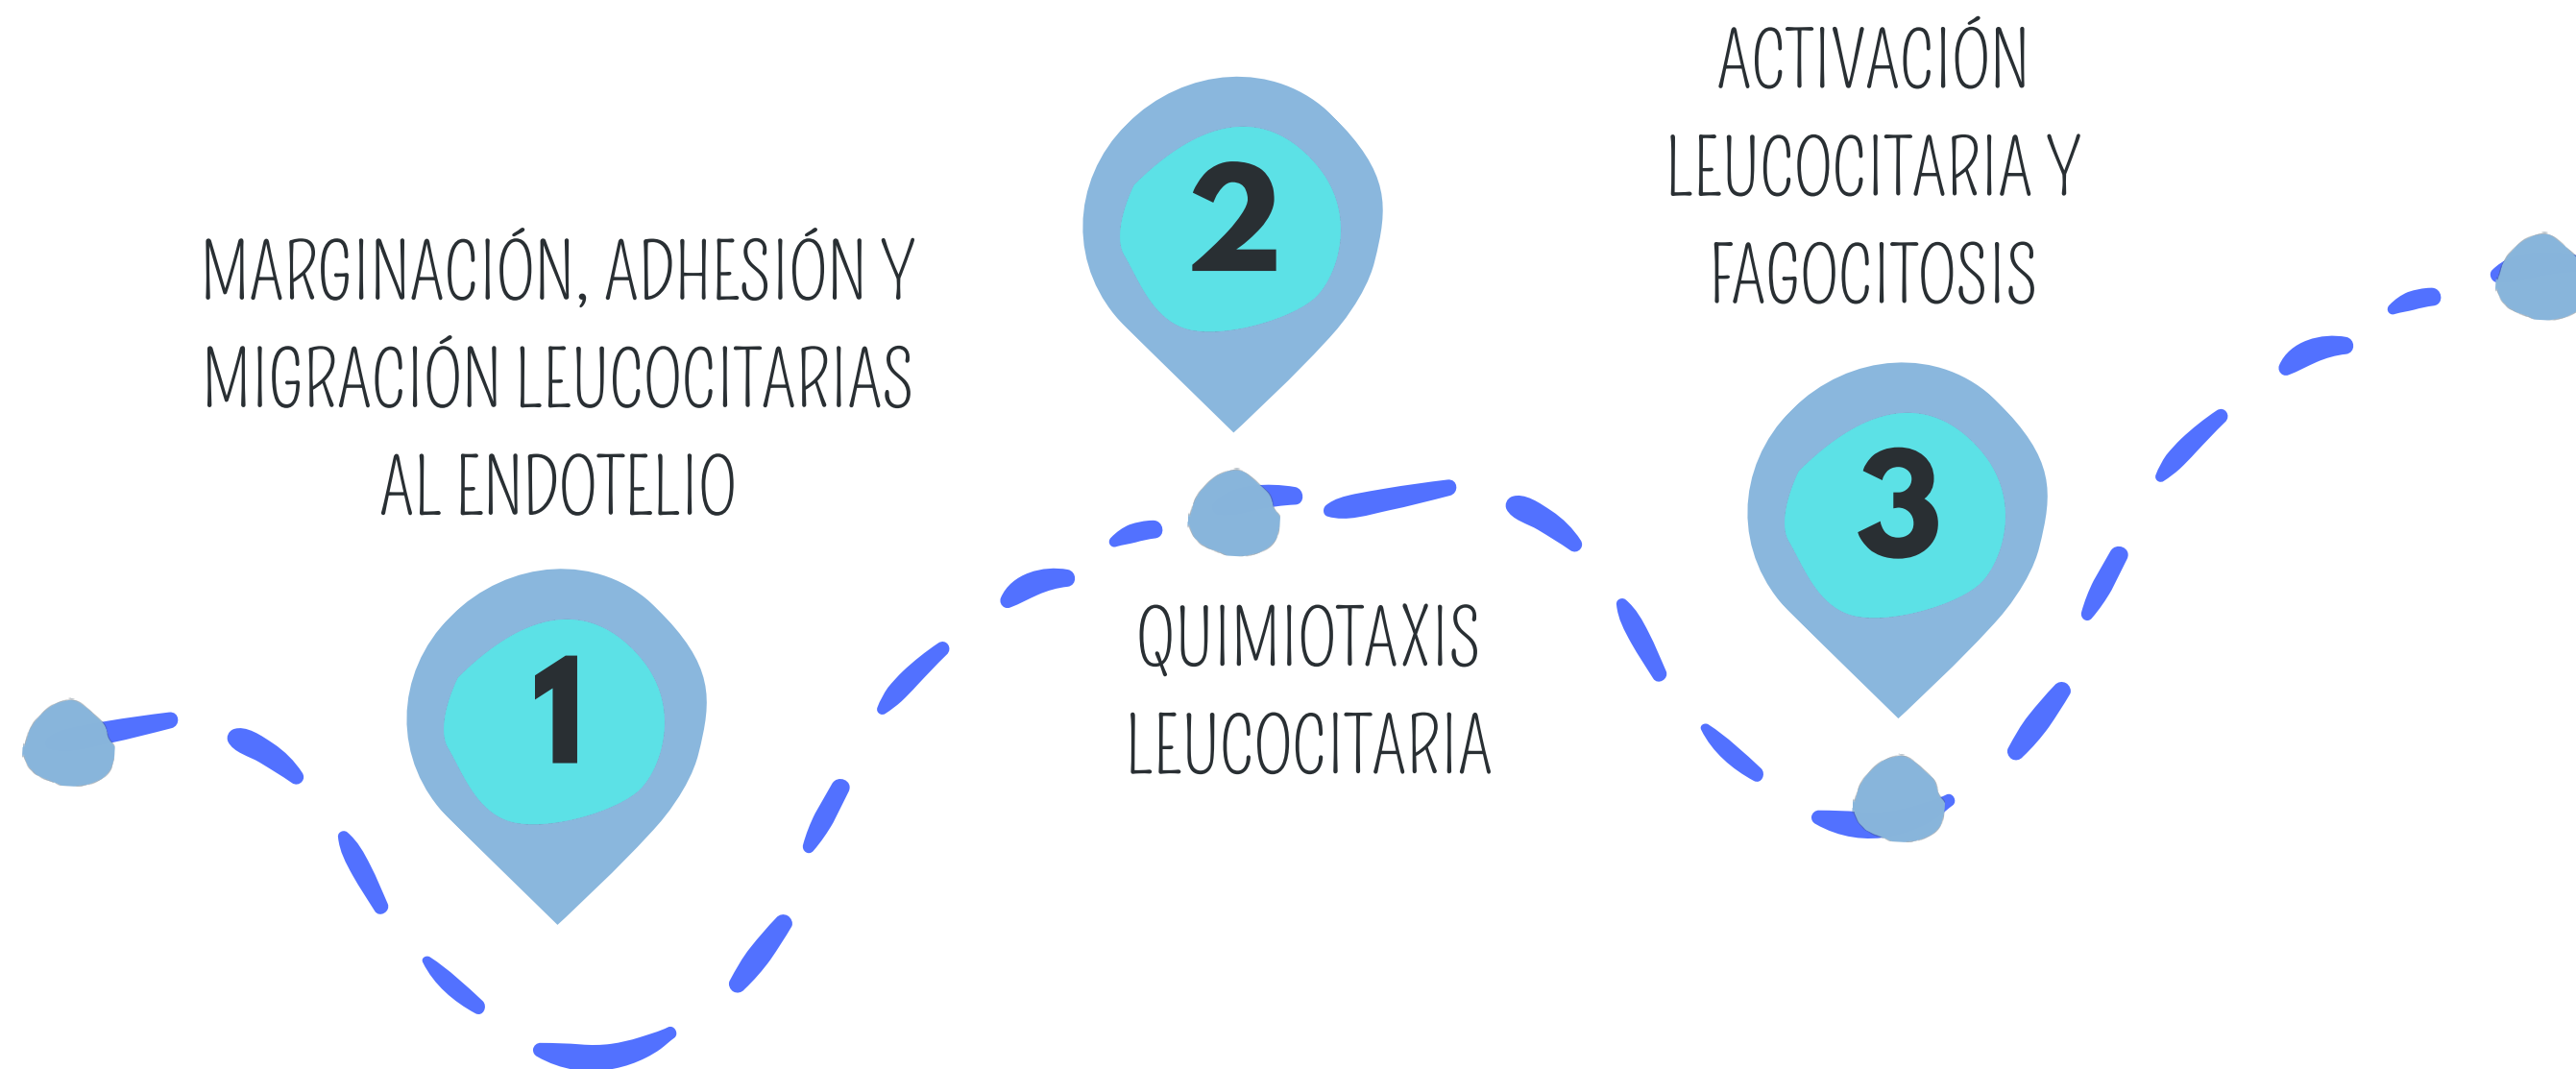 MARGINACIÓN, ADHESIÓN Y
MIGRACIÓN LEUCOCITARIAS
AL ENDOTELIO
1
2
QUIMIOTAXIS
LEUCOCITARIA
ACTIVACIÓN
LEUCOCITARIA Y
FAGOCITOSIS
3